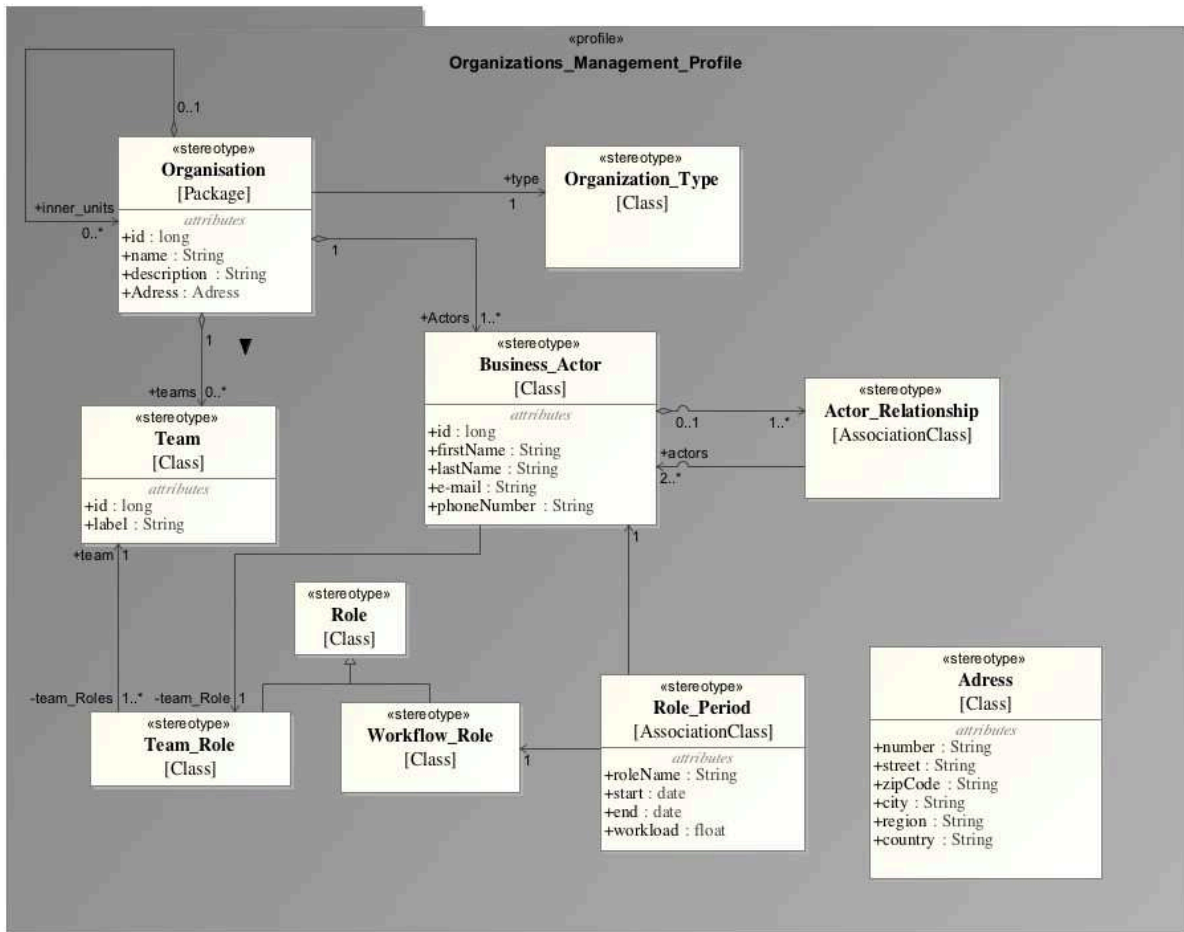 «profile»
Organizations_Management_Profile
0..1
+inner_units
0..*
«stereotype»
Organisation
[Package]
attributes
+id : long
+name : String
+description : String
+Adress : Adress
+type
1
«stereotype»
Organization_Type
[Class]
1
+Actors
1..*
1
+teams
0..*
«stereotype»
Team
[Class]
attributes
+id : long
+label : String
«stereotype»
Business_Actor
[Class]
attributes
+id : long
+firstName : String
+lastName : String
+e-mail : String
+phoneNumber : String
0..1
1..*
+actors
2..*
«stereotype»
Actor_Relationship
[AssociationClass]
+team
1
1
«stereotype»
Role
[Class]
-team_Roles
1..*
-team_Role
1
«stereotype»
Team_Role
[Class]
«stereotype»
Workflow_Role
[Class]
1
«stereotype»
Role_Period
[AssociationClass]
attributes
+roleName : String
+start : date
+end : date
+workload : float
«stereotype»
Adress
[Class]
attributes
+number : String
+street : String
+zipCode : String
+city : String
+region : String
+country : String